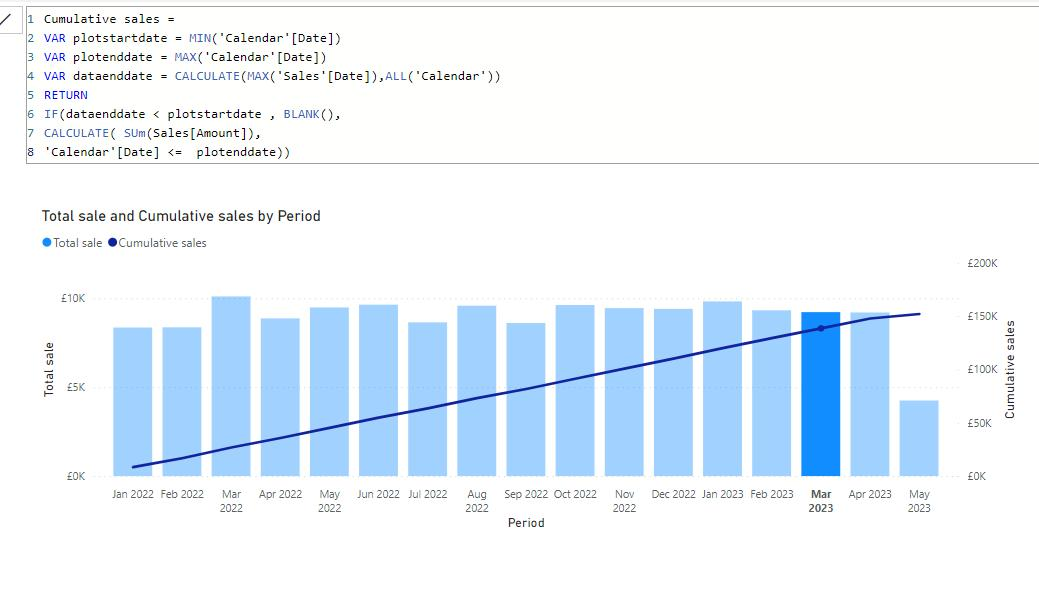 1 Cumulative sales =
2 VAR plotstartdate = MIN('Calendar'[Date])
3 VAR plotenddate = MAX('Calendar'[Date])
4 VAR dataenddate = CALCULATE(MAX('Sales'[Date]),ALL('Calendar'))
5 RETURN
6 IF(dataenddate < plotstartdate , BLANK(),
7 CALCULATE( SUm(Sales[Amount]),
8 'Calendar'[Date] <=  plotenddate))
Total sale and Cumulative sales by Period
Total sale Cumulative sales
£10K
£5K
£0K
Total sale
£200K
£150K
£100K
£50K
£0K
Cumulative sales
Jan 2022 Feb 2022 Mar 2022 Apr 2022 May 2022 Jun 2022 Jul 2022 Aug 2022 Sep 2022 Oct 2022 Nov 2022 Dec 2022 Jan 2023 Feb 2023 Mar 2023 Apr 2023 May 2023
Period